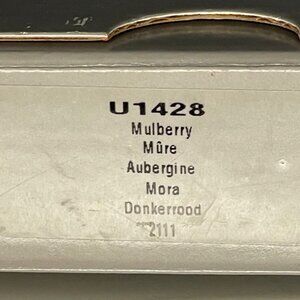 U1428
Mulberry
Mûre
Aubergine
Mora
Donkerrood
2111